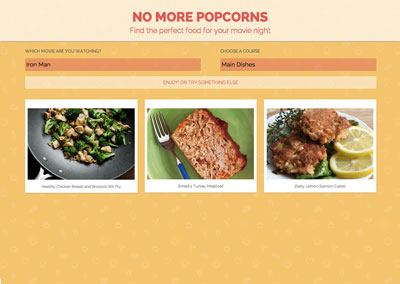 NO MORE POPCORNS
Find the perfect food for your movie night
WHICH MOVIE ARE YOU WATCHING?
CHOOSE A COURSE
Iron Man
Main Dishes
ENJOY! OR TRY SOMETHING ELSE
Healthy Chicken Breast and Broccoli Stir Fry
Emeril's Turkey Meatloaf
Zesty Lemon Salmon Cakes